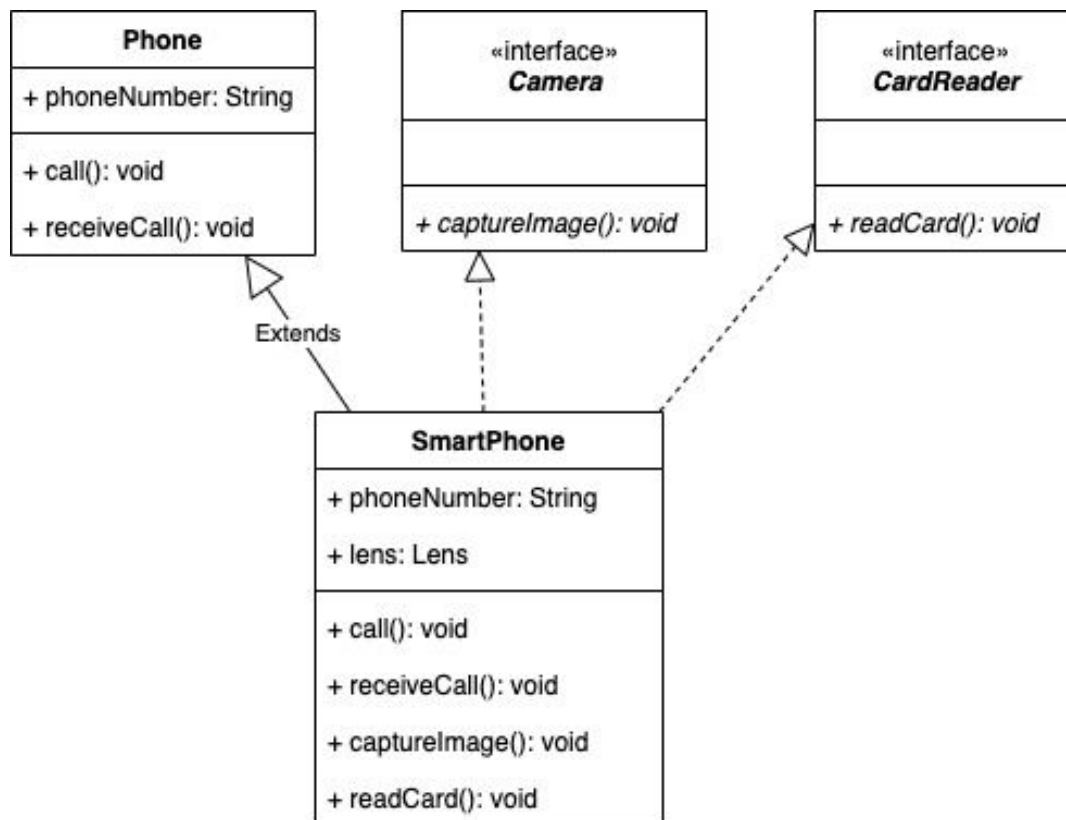 Phone
+ phoneNumber: String
+ call(): void
+ receiveCall(): void
«interface»
Camera
+ captureImage(): void
«interface»
CardReader
+ readCard(): void
Extends
SmartPhone
+ phoneNumber: String
+ lens: Lens
+ call(): void
+ receiveCall(): void
+ captureImage(): void
+ readCard(): void